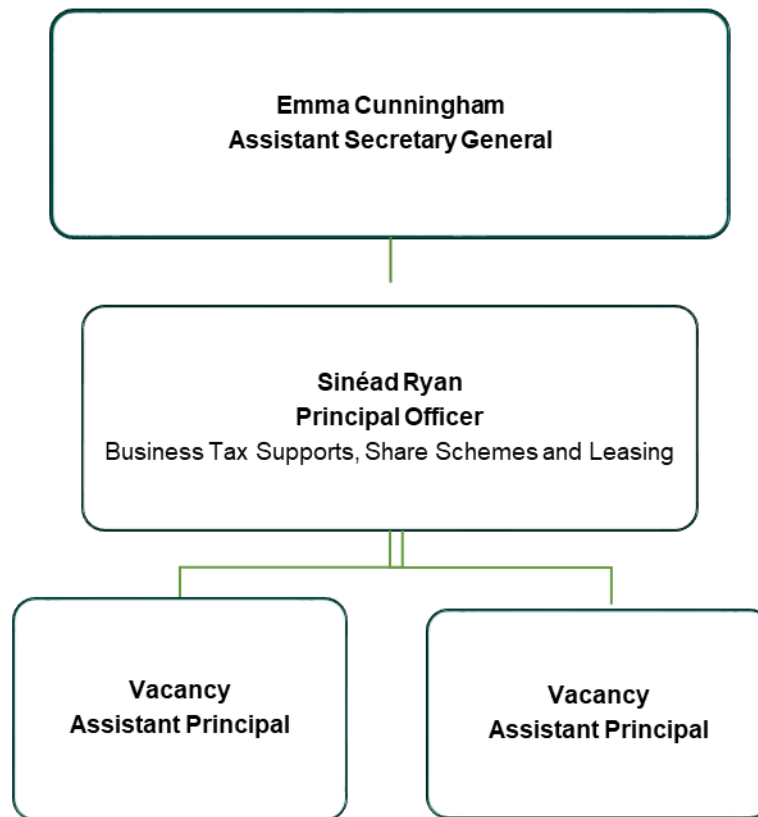 Emma Cunningham
Assistant Secretary General
Sinéad Ryan
Principal Officer
Business Tax Supports, Share Schemes and Leasing
Vacancy
Assistant Principal
Vacancy
Assistant Principal